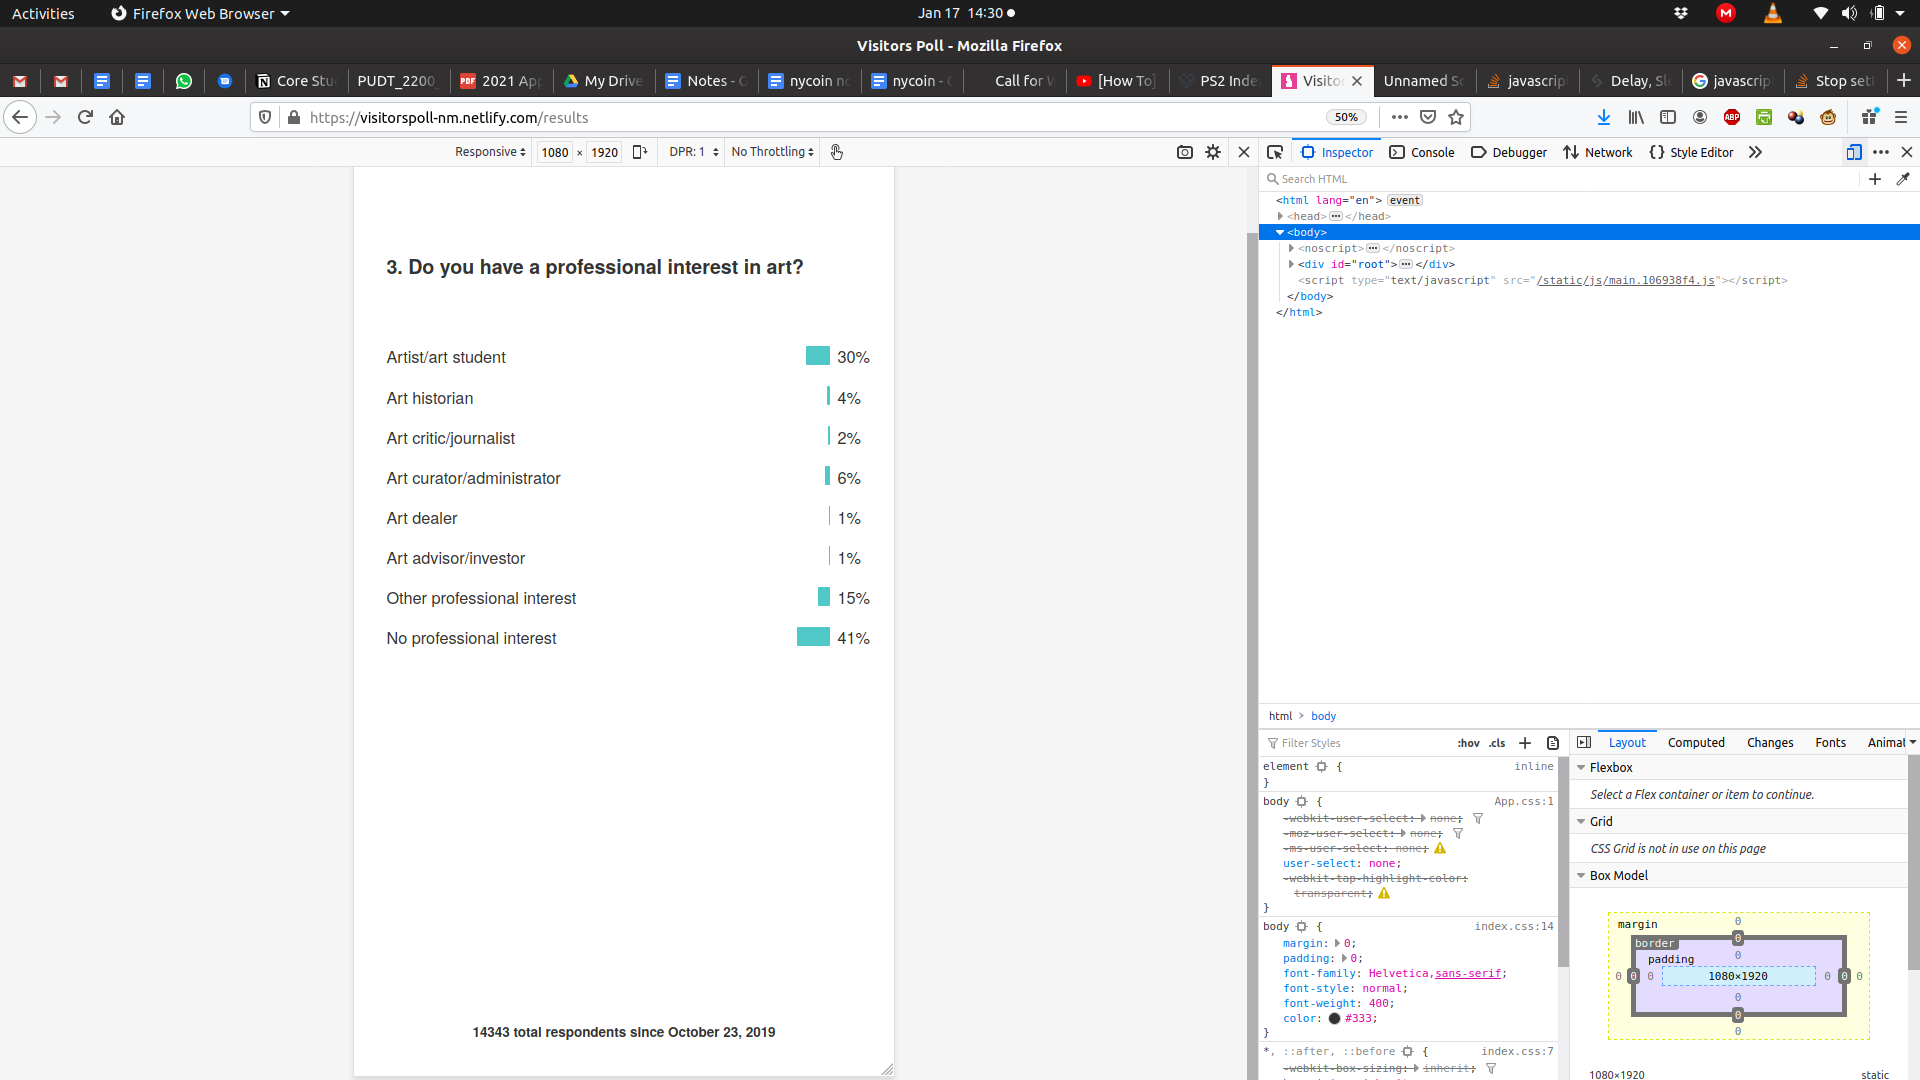 Activities Firefox Web Browser Jan 17 14:30
Visitors Poll - Mozilla Firefox
Core Stu PUDT_2200 2021 Ap My Drive Notes - nycoin nycoin - Call for [How To] PS2 Inde Visitor Unnamed S javascrip Delay, Sl javascrip Stop set
https://visitorspoll-nm.netlify.com/results 50%
Responsive 1080 × 1920 DPR: 1 No Throttling
Inspector Console Debugger Network Style Editor
Search HTML
<html lang="en"> event
<head> </head>
<body>
<noscript> </noscript>
<div id="root"> </div>
<script type="text/javascript" src="/static/js/main.106938f4.js"></script>
</body>
</html>
3. Do you have a professional interest in art?
Artist/art student 30%
Art historian 4%
Art critic/journalist 2%
Art curator/administrator 6%
Art dealer 1%
Art advisor/investor 1%
Other professional interest 15%
No professional interest 41%
14343 total respondents since October 23, 2019
html > body
Filter Styles :hov .cls
element { inline
}
body { App.css:1
-webkit-user-select: none;
-moz-user-select: none;
-ms-user-select: none;
user-select: none;
-webkit-tap-highlight-color:
transparent;
}
body { index.css:14
margin: 0;
padding: 0;
font-family: Helvetica,sans-serif;
font-style: normal;
font-weight: 400;
color: #333;
}
*, ::after, ::before { index.css:7
-webkit-box-sizing: inherit;
Layout Computed Changes Fonts Animat
Flexbox
Select a Flex container or item to continue.
Grid
CSS Grid is not in use on this page
Box Model
margin 0
border 0
padding 0
0 0 0 1080×1920 0 0 0
0
0
0
1080×1920 static